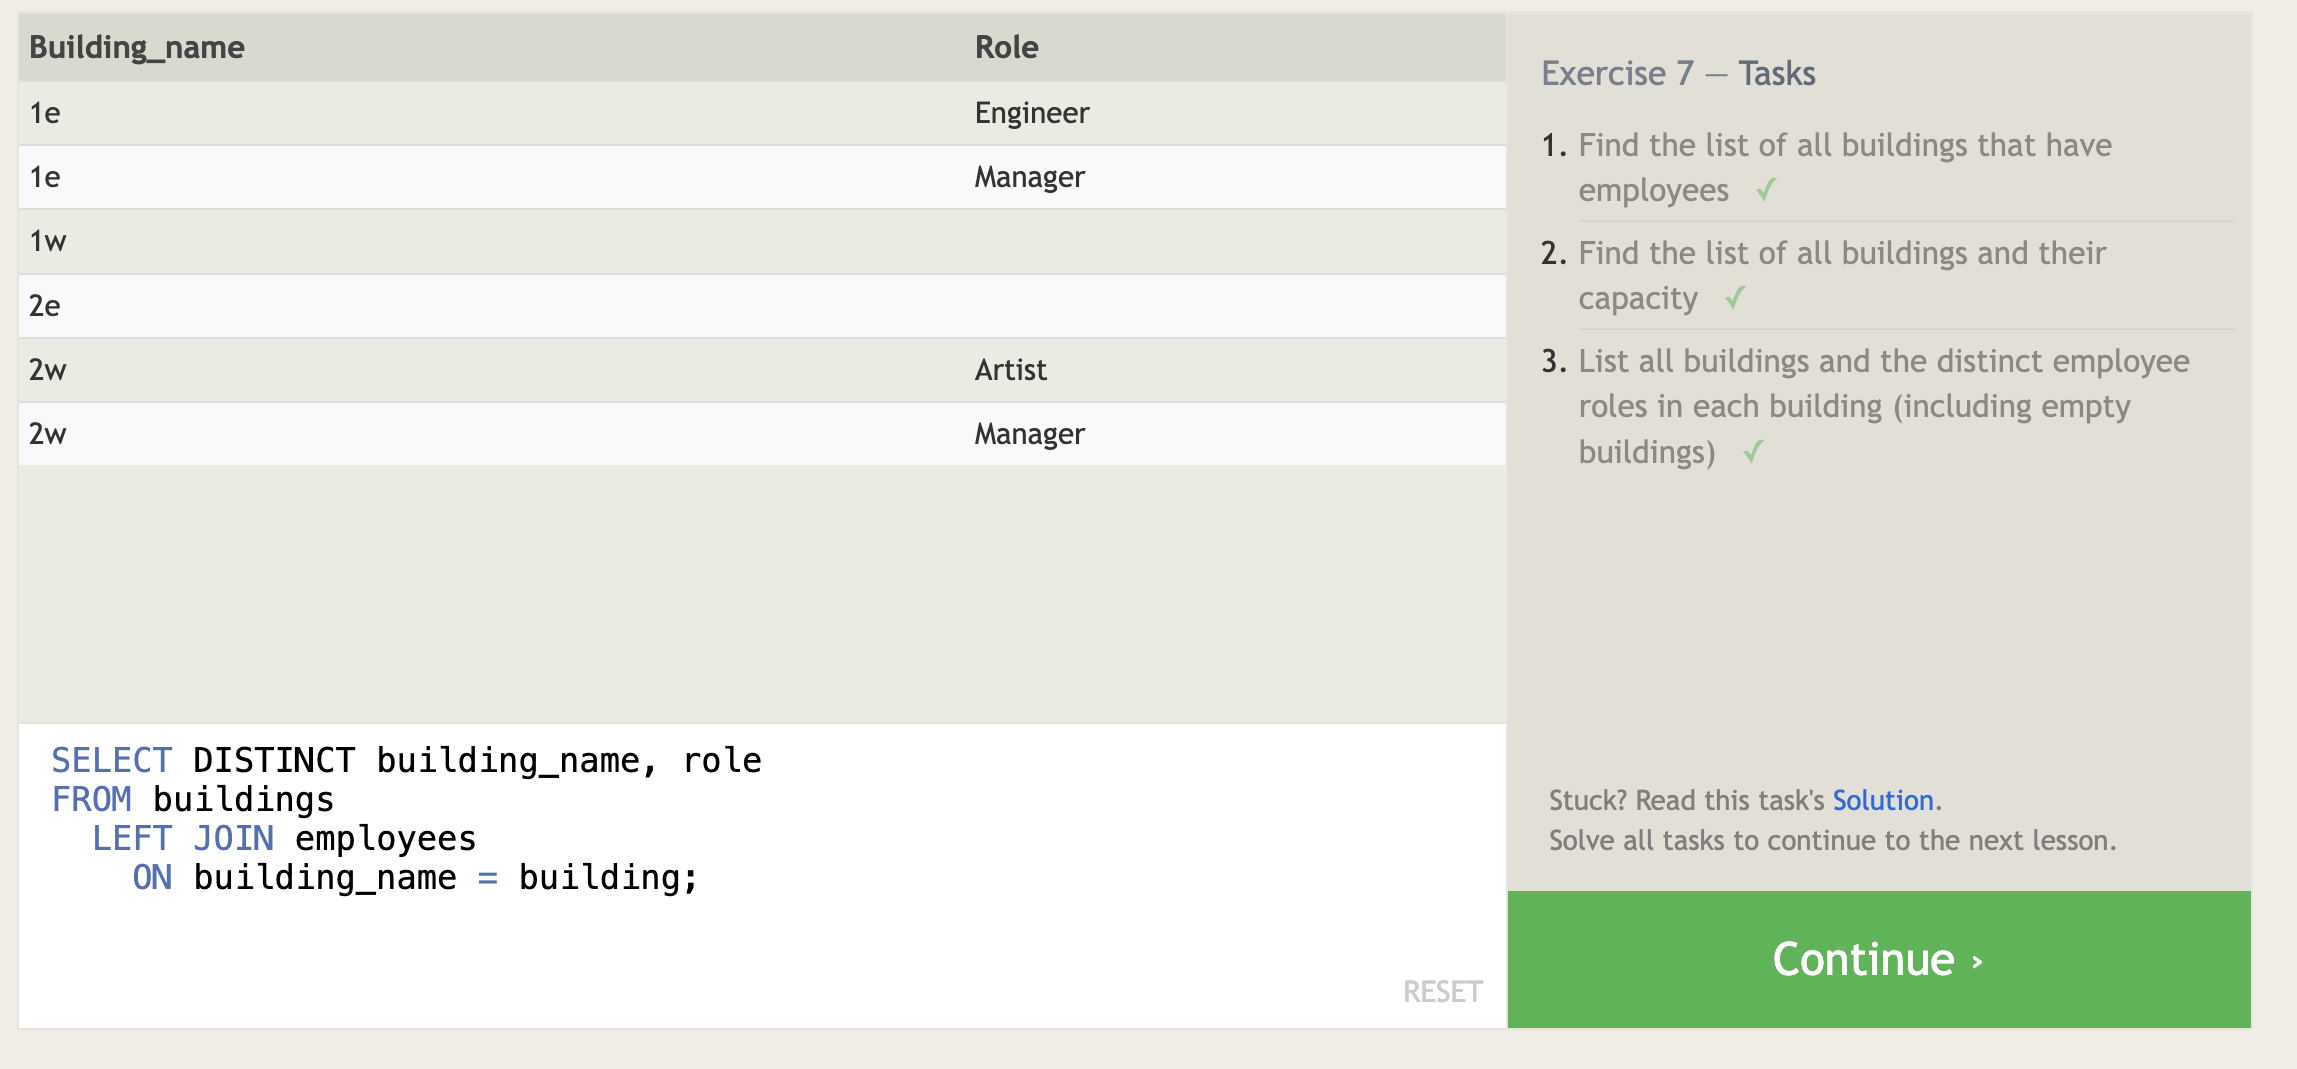 Building_name Role
1e Engineer
1e Manager
1w
2e
2w Artist
2w Manager
SELECT DISTINCT building_name, role
FROM buildings
LEFT JOIN employees
ON building_name = building;
RESET
Exercise 7 — Tasks
1. Find the list of all buildings that have
employees ✓
2. Find the list of all buildings and their
capacity ✓
3. List all buildings and the distinct employee
roles in each building (including empty
buildings) ✓
Stuck? Read this task's Solution.
Solve all tasks to continue to the next lesson.
Continue ›